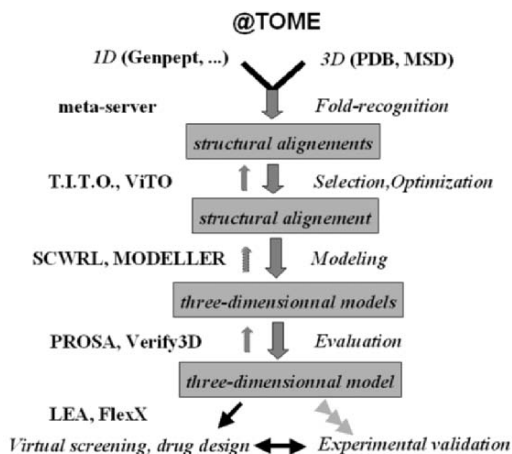 @TOME
1D (Genpept, ...) 3D (PDB, MSD)
meta-server Fold-recognition
structural alignements
T.I.T.O., ViTO Selection,Optimization
structural alignement
SCWRL, MODELLER Modeling
three-dimensionnal models
PROSA, Verify3D Evaluation
three-dimensionnal model
LEA, FlexX
Virtual screening, drug design Experimental validation